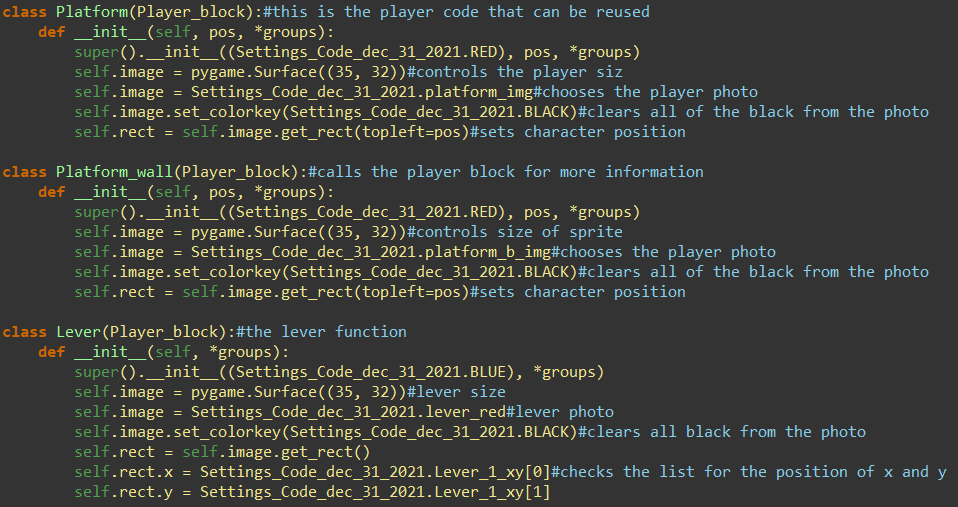 class Platform(Player_block):#this is the player code that can be reused
    def __init__(self, pos, *groups):
        super().__init__((Settings_Code_dec_31_2021.RED), pos, *groups)
        self.image = pygame.Surface((35, 32))#controls the player siz
        self.image = Settings_Code_dec_31_2021.platform_img#chooses the player photo
        self.image.set_colorkey(Settings_Code_dec_31_2021.BLACK)#clears all of the black from the photo
        self.rect = self.image.get_rect(topleft=pos)#sets character position

class Platform_wall(Player_block):#calls the player block for more information
    def __init__(self, pos, *groups):
        super().__init__((Settings_Code_dec_31_2021.RED), pos, *groups)
        self.image = pygame.Surface((35, 32))#controls size of sprite
        self.image = Settings_Code_dec_31_2021.platform_b_img#chooses the player photo
        self.image.set_colorkey(Settings_Code_dec_31_2021.BLACK)#clears all of the black from the photo
        self.rect = self.image.get_rect(topleft=pos)#sets character position

class Lever(Player_block):#the lever function
    def __init__(self, *groups):
        super().__init__((Settings_Code_dec_31_2021.BLUE), *groups)
        self.image = pygame.Surface((35, 32))#lever size
        self.image = Settings_Code_dec_31_2021.lever_red#lever photo
        self.image.set_colorkey(Settings_Code_dec_31_2021.BLACK)#clears all black from the photo
        self.rect = self.image.get_rect()
        self.rect.x = Settings_Code_dec_31_2021.Lever_1_xy[0]#checks the list for the position of x and y
        self.rect.y = Settings_Code_dec_31_2021.Lever_1_xy[1]